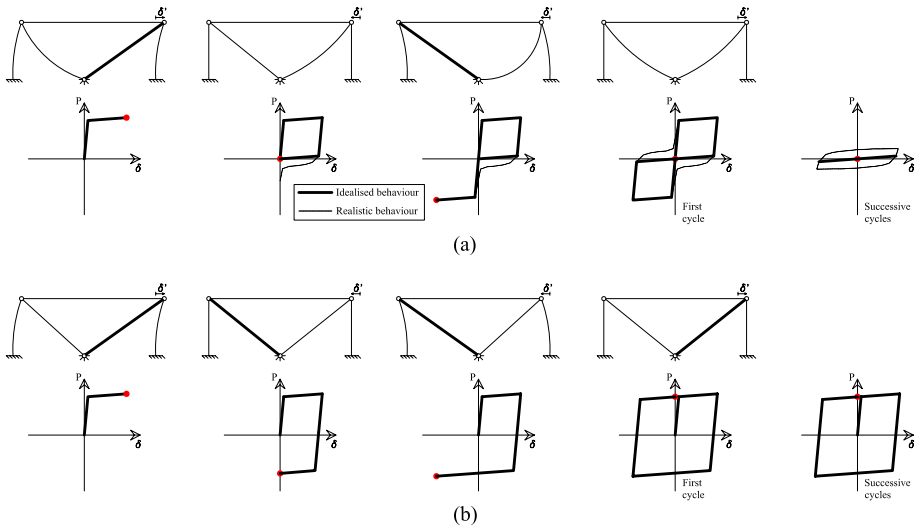 δ' δ' δ' δ'
P P P P P
δ δ δ δ δ
Idealised behaviour
Realistic behaviour
First
cycle
Successive
cycles
(a)
δ' δ' δ' δ'
P P P P P
δ δ δ δ δ
First
cycle
Successive
cycles
(b)